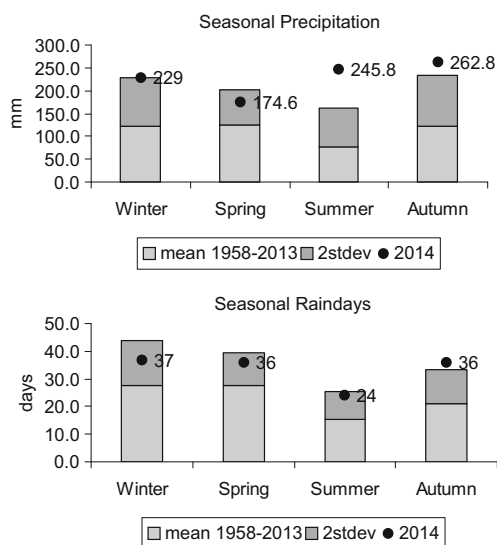 Seasonal Precipitation
300.0
250.0
200.0
150.0
100.0
50.0
0.0
mm
229
174.6
245.8
262.8
Winter Spring Summer Autumn
mean 1958-2013 2stdev 2014
Seasonal Raindays
50.0
40.0
30.0
20.0
10.0
0.0
days
37
36
24
36
Winter Spring Summer Autumn
mean 1958-2013 2stdev 2014